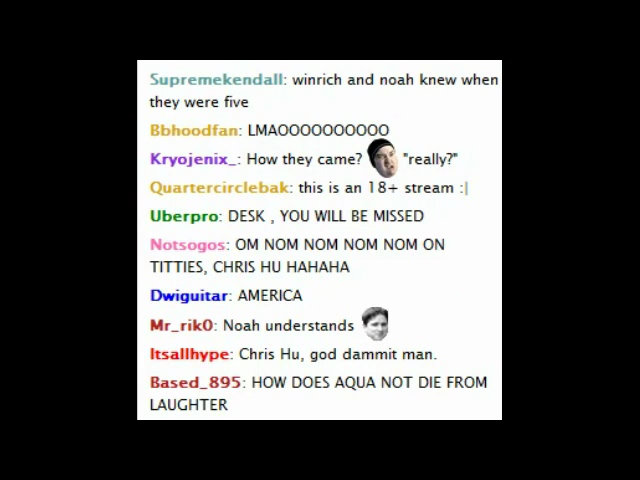 Supremekendall: winrich and noah knew when
they were five
Bbhoodfan: LMAOOOOOOOOOO
Kryojenix_: How they came? "really?"
Quartercirclebak: this is an 18+ stream :|
Uberpro: DESK , YOU WILL BE MISSED
Notsogos: OM NOM NOM NOM NOM ON
TITTIES, CHRIS HU HAHAHA
Dwiguitar: AMERICA
Mr_rik0: Noah understands
Itsallhype: Chris Hu, god dammit man.
Based_895: HOW DOES AQUA NOT DIE FROM
LAUGHTER